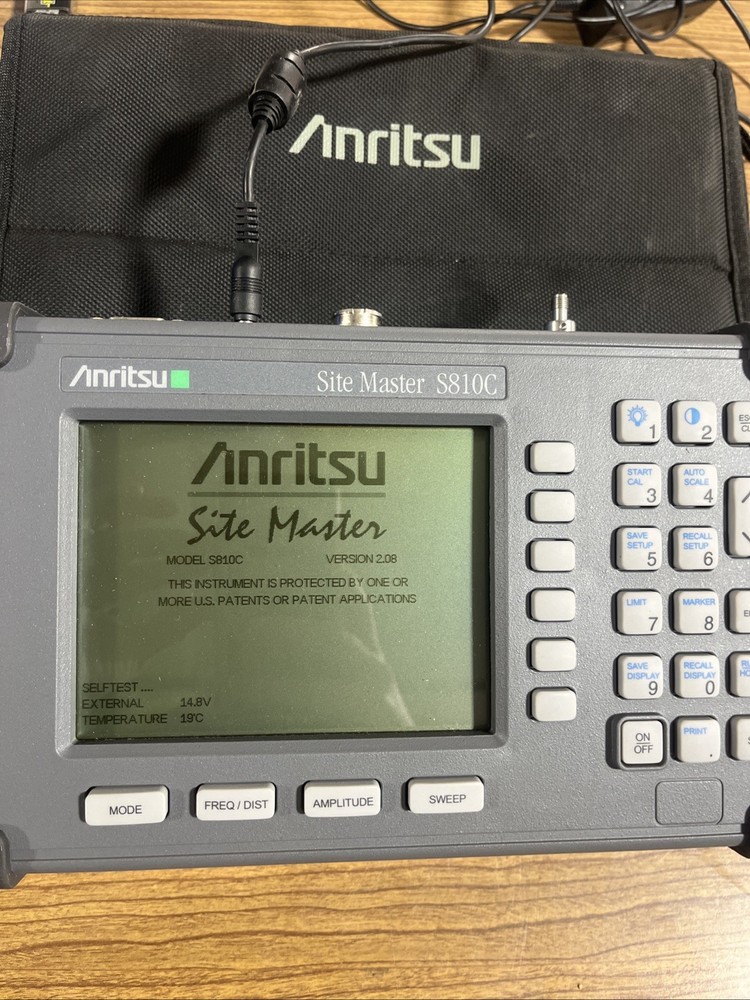 Anritsu
Anritsu
Site Master S810C
Anritsu
Site Master
MODEL S810C VERSION 2.08
THIS INSTRUMENT IS PROTECTED BY ONE OR
MORE U.S. PATENTS OR PATENT APPLICATIONS
SELFTEST ....
EXTERNAL 14.8V
TEMPERATURE 19°C
1
2
START
CAL
3
AUTO
SCALE
4
SAVE
SETUP
5
RECALL
SETUP
6
LIMIT
7
MARKER
8
SAVE
DISPLAY
9
RECALL
DISPLAY
0
ON
OFF
PRINT
.
MODE
FREQ / DIST
AMPLITUDE
SWEEP